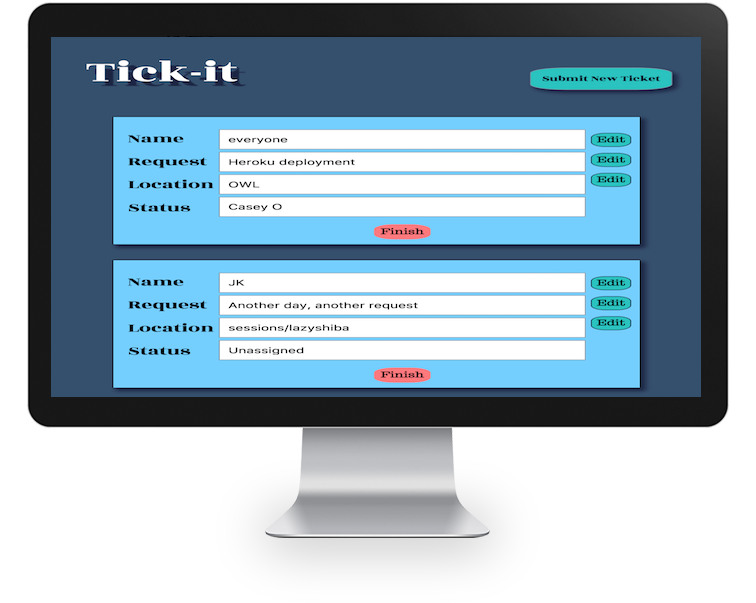 Tick-it
Submit New Ticket
Name everyone Edit
Request Heroku deployment Edit
Location OWL Edit
Status Casey O
Finish
Name JK Edit
Request Another day, another request Edit
Location sessions/lazyshiba Edit
Status Unassigned
Finish